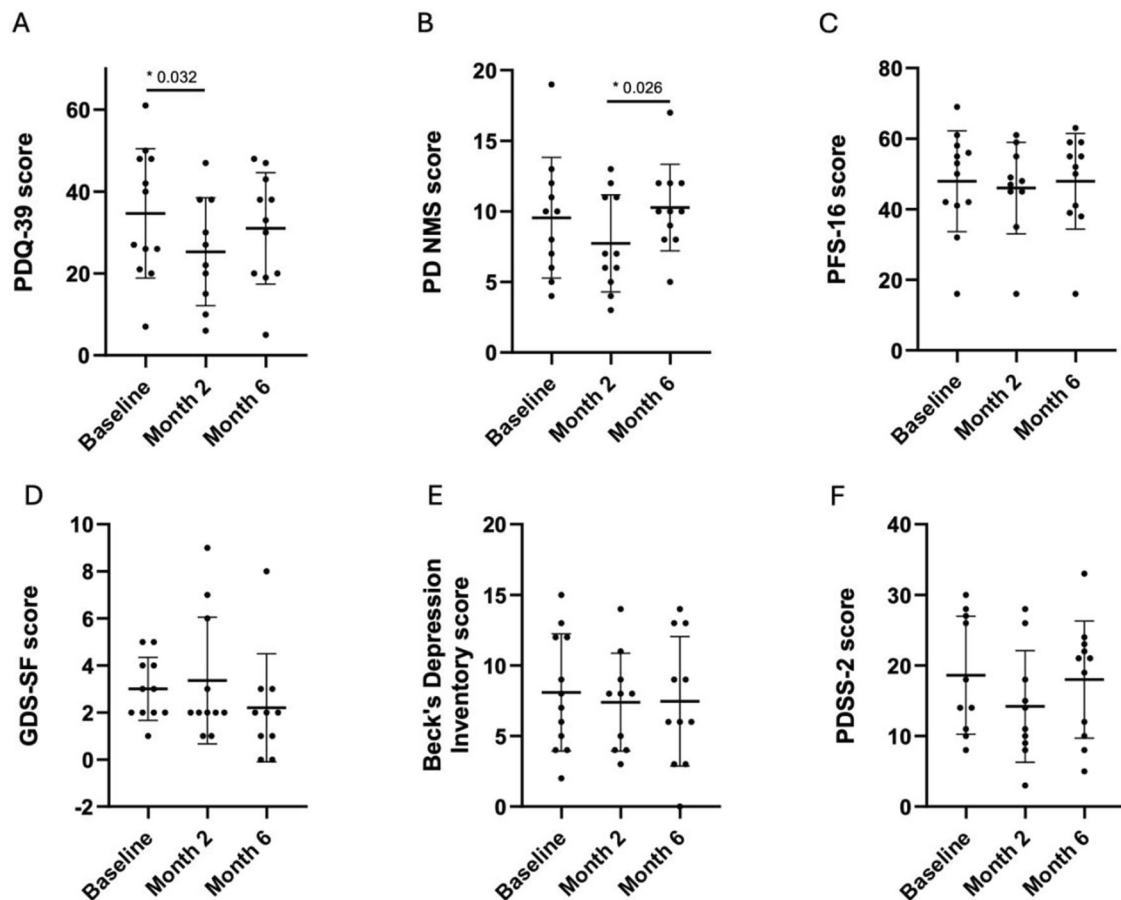 A
PDQ-39 score
60
40
20
0
* 0.032
Baseline
Month 2
Month 6
B
PD NMS score
20
15
10
5
0
* 0.026
Baseline
Month 2
Month 6
C
PFS-16 score
80
60
40
20
0
Baseline
Month 2
Month 6
D
GDS-SF score
10
8
6
4
2
0
-2
Baseline
Month 2
Month 6
E
Beck's Depression
Inventory score
20
15
10
5
0
Baseline
Month 2
Month 6
F
PDSS-2 score
40
30
20
10
0
Baseline
Month 2
Month 6